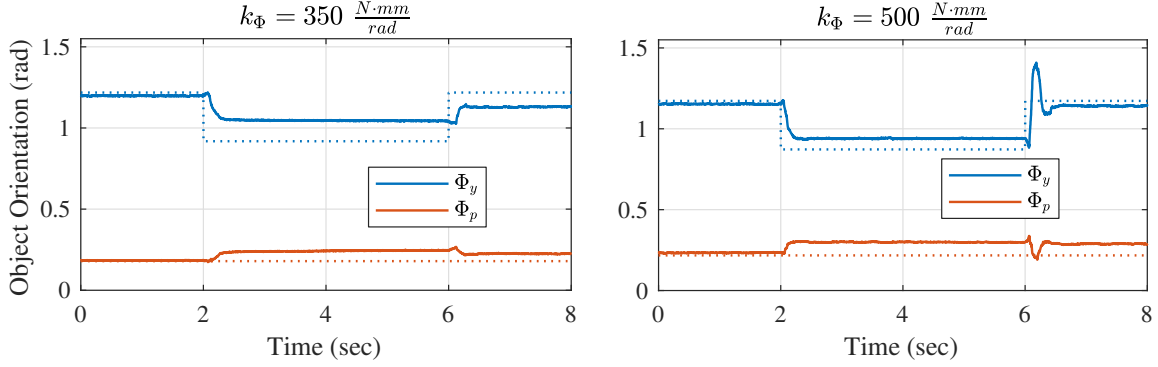 k_Φ = 350 N·mm/rad
k_Φ = 500 N·mm/rad
Object Orientation (rad)
1.5
1
0.5
0
Φ_y
Φ_p
0 2 4 6 8
Time (sec)
1.5
1
0.5
0
Φ_y
Φ_p
0 2 4 6 8
Time (sec)